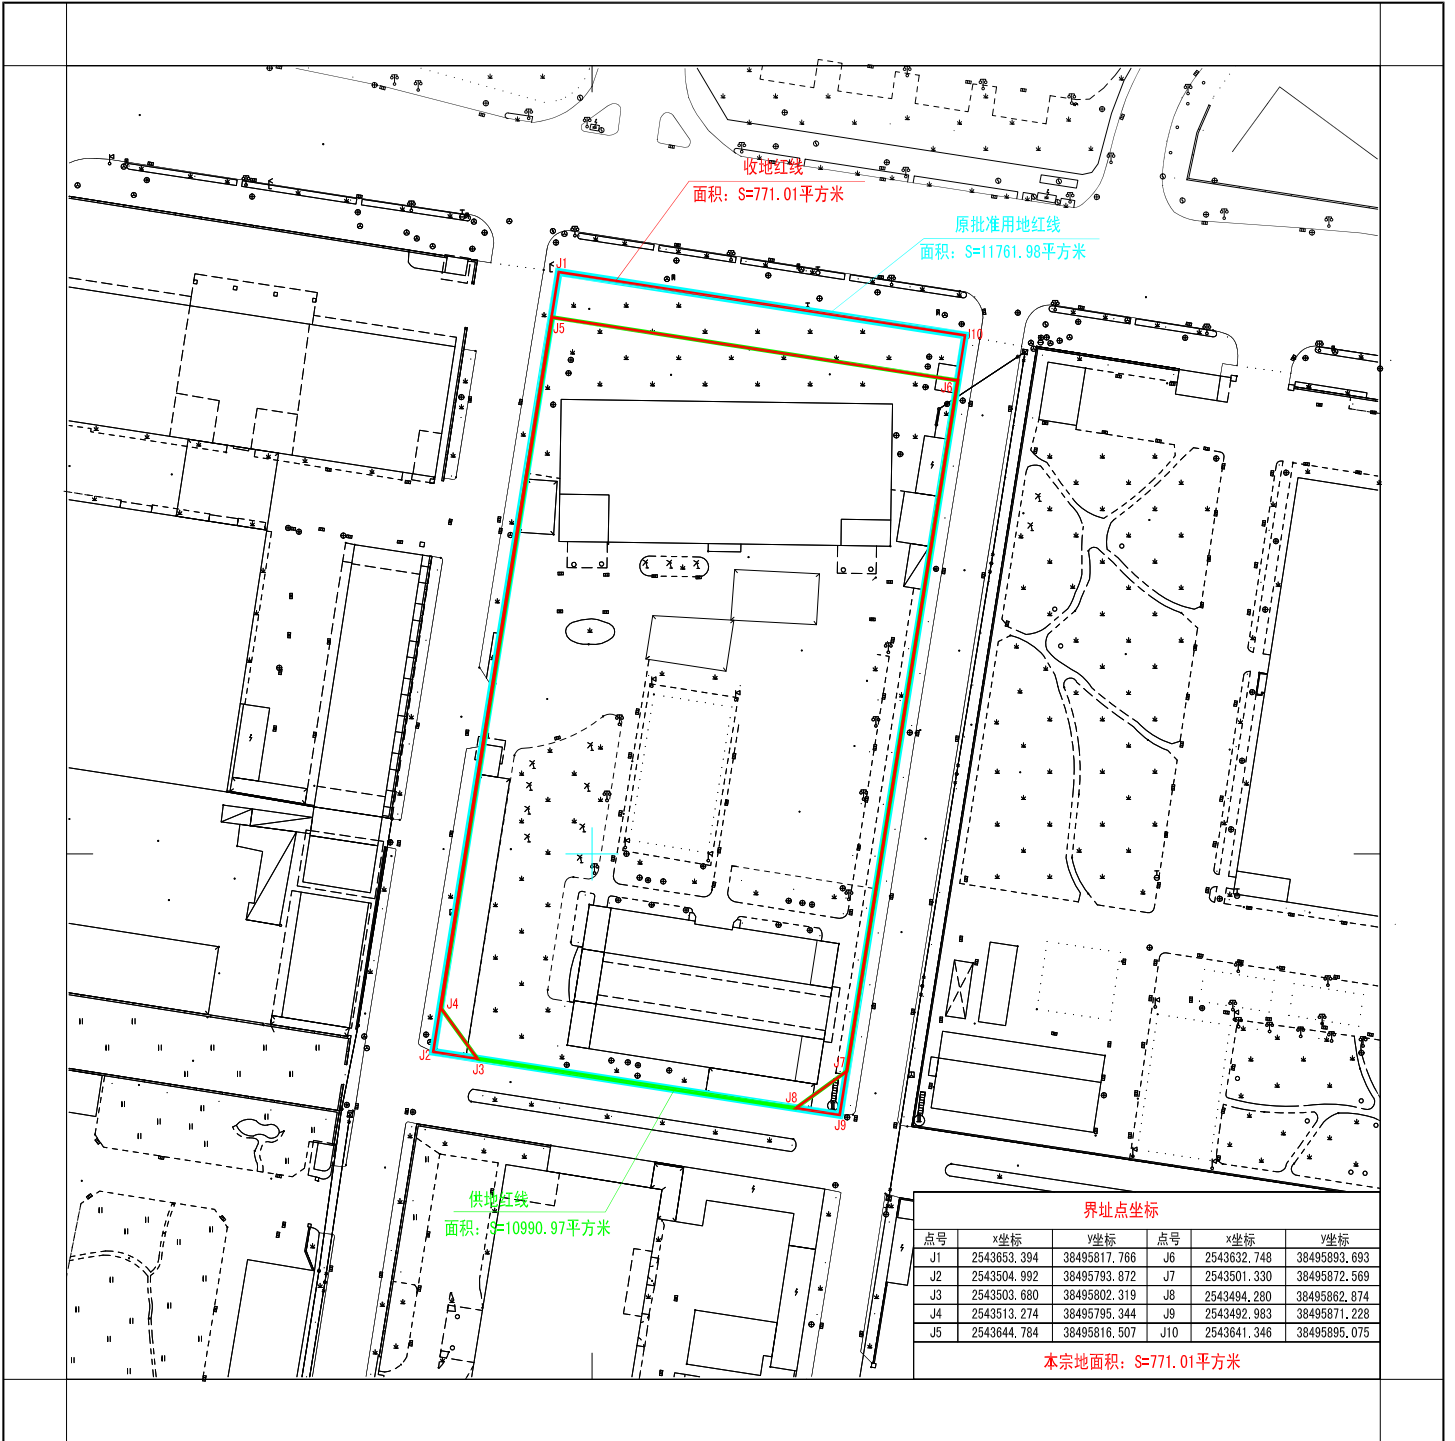 收地红线
面积：S=771.01平方米
原批准用地红线
面积：S=11761.98平方米
J1
J10
J5
J6
J4
J2
J3
J7
J8
J9
供地红线
面积：S=10990.97平方米
界址点坐标
点号 x坐标 y坐标 点号 x坐标 y坐标
J1 2543653.394 38495817.766 J6 2543632.748 38495893.693
J2 2543504.992 38495793.872 J7 2543501.330 38495872.569
J3 2543503.680 38495802.319 J8 2543494.280 38495862.874
J4 2543513.274 38495795.344 J9 2543492.983 38495871.228
J5 2543644.784 38495816.507 J10 2543641.346 38495895.075
本宗地面积：S=771.01平方米